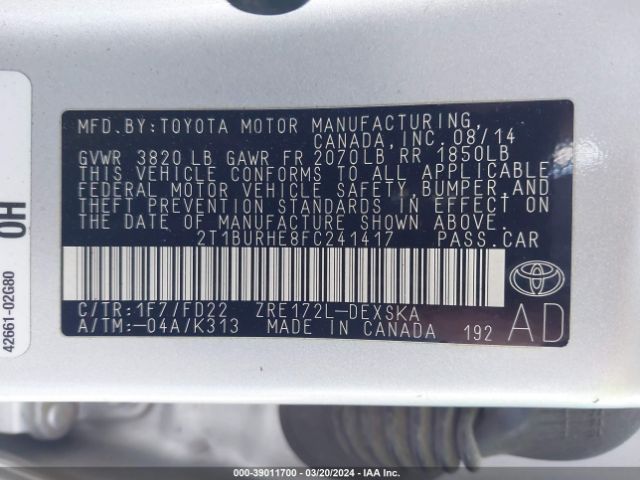 MFD.BY:TOYOTA MOTOR MANUFACTURING,
CANADA, INC. 08/14
GVWR 3820 LB GAWR FR 2070LB RR 1850LB
THIS VEHICLE CONFORMS TO ALL APPLICABLE
FEDERAL MOTOR VEHICLE SAFETY, BUMPER, AND
THEFT PREVENTION STANDARDS IN EFFECT ON
THE DATE OF MANUFACTURE SHOWN ABOVE.
2T1BURHE8FC241417 PASS.CAR
C/TR:1F7/FD22 ZRE172L-DEXSKA
A/TM:-04A/K313 MADE IN CANADA 192
TOYOTA
AD
OH
42661-02G80
000-39011700 / 03/20/2024 / IAA Inc.